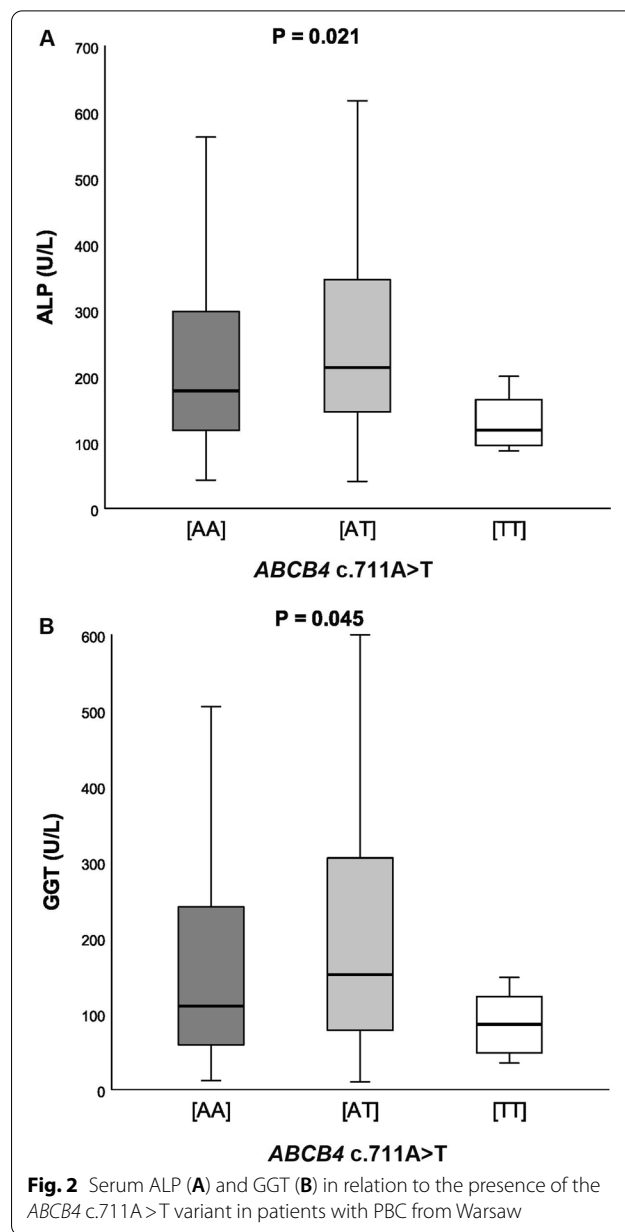 A
P = 0.021
700
600
500
400
300
200
100
0
ALP (U/L)
[AA] [AT] [TT]
ABCB4 c.711A>T
B
P = 0.045
600
500
400
300
200
100
0
GGT (U/L)
[AA] [AT] [TT]
ABCB4 c.711A>T
Fig. 2 Serum ALP (A) and GGT (B) in relation to the presence of the
ABCB4 c.711A > T variant in patients with PBC from Warsaw